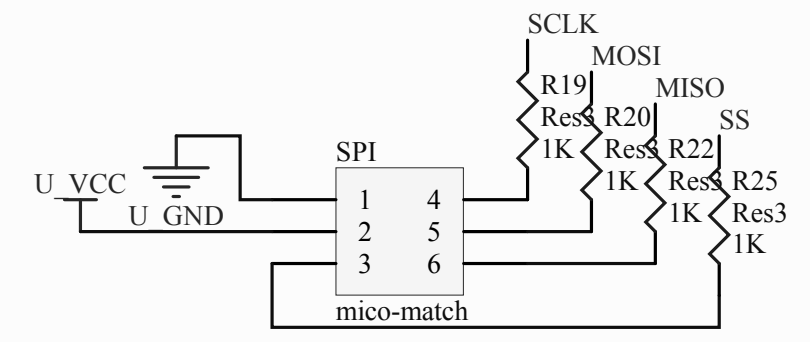 SCLK
MOSI
MISO
SS
R19
Res3
1K
R20
Res3
1K
R22
Res3
1K
R25
Res3
1K
SPI
U_VCC
U_GND
1 4
2 5
3 6
mico-match